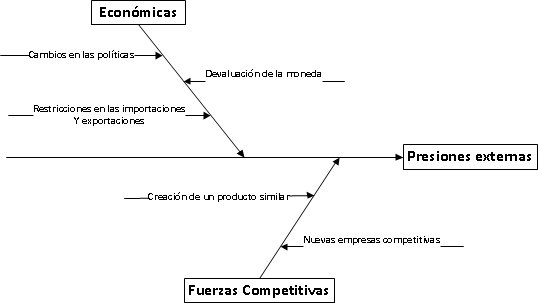 Económicas
Cambios en las políticas
Devaluación de la moneda
Restricciones en las importaciones
Y exportaciones
Presiones externas
Creación de un producto similar
Nuevas empresas competitivas
Fuerzas Competitivas